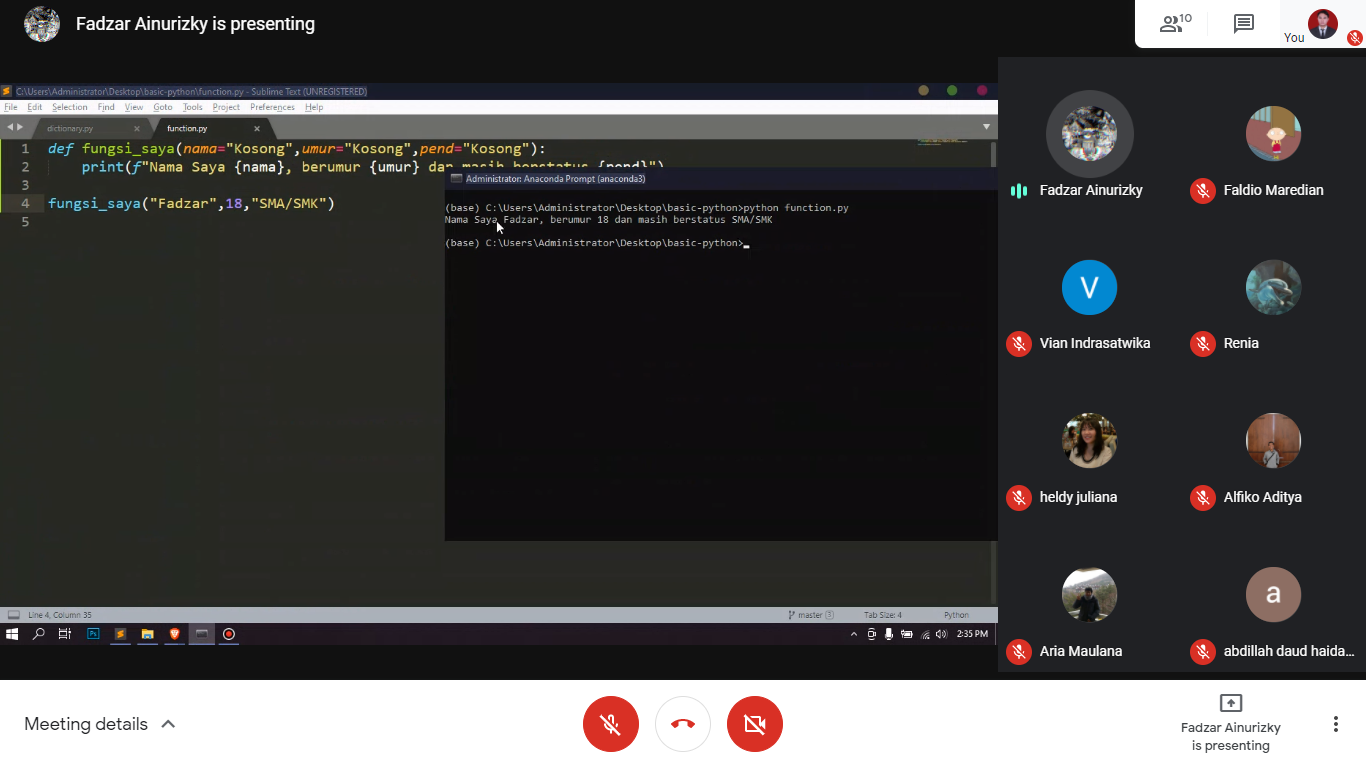 Fadzar Ainurizky is presenting
10
You
C:\Users\Administrator\Desktop\basic-python\function.py - Sublime Text (UNREGISTERED)
File Edit Selection Find View Goto Tools Project Preferences Help
dictionary.py × function.py ×
1 def fungsi_saya(nama="Kosong",umur="Kosong",pend="Kosong"):
2 print(f"Nama Saya {nama}, berumur {umur} dan masih berstatus {pend}")
3
4 fungsi_saya("Fadzar",18,"SMA/SMK")
5
Administrator: Anaconda Prompt (anaconda3)
(base) C:\Users\Administrator\Desktop\basic-python>python function.py
Nama Saya Fadzar, berumur 18 dan masih berstatus SMA/SMK
(base) C:\Users\Administrator\Desktop\basic-python>
Line 4, Column 35
master 3
Tab Size: 4
Python
Ps
2:35 PM
Fadzar Ainurizky
Faldio Maredian
V
Vian Indrasatwika
Renia
heldy juliana
Alfiko Aditya
Aria Maulana
a
abdillah daud haida...
Meeting details
Fadzar Ainurizky
is presenting